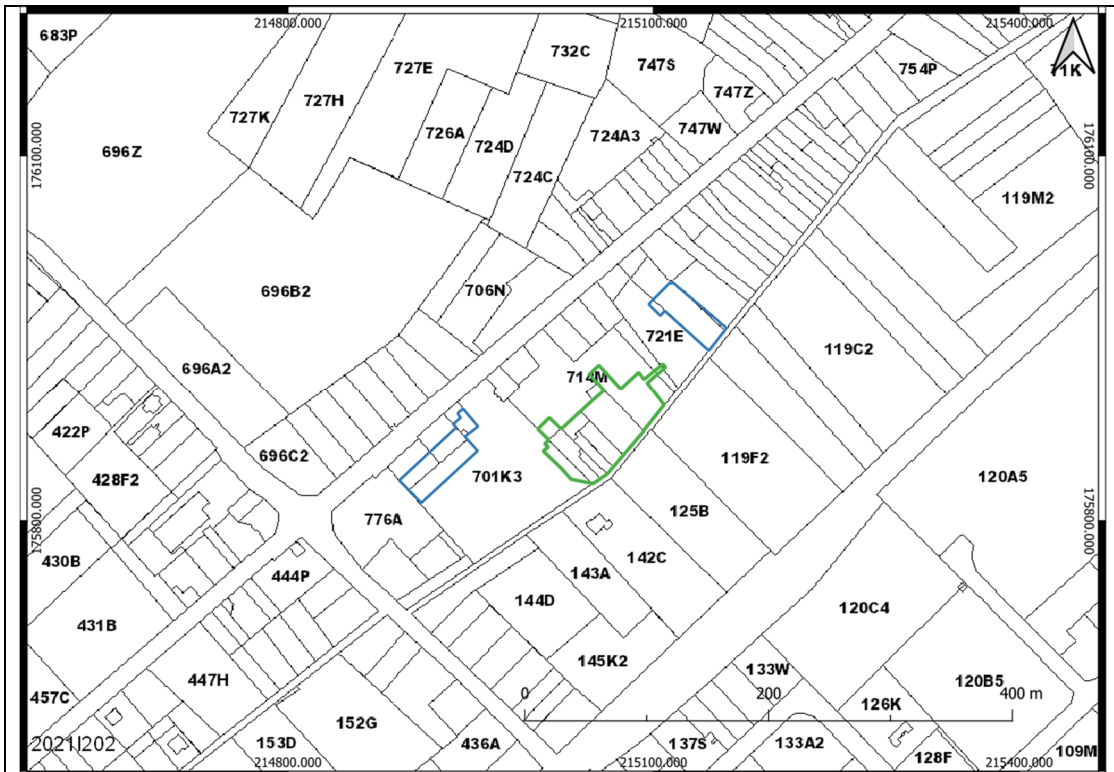 214800.000 215100.000 215400.000
683P
732C
727E
747S
754P
71K
747Z
727H
727K
747W
726A
724A3
724D
696Z
176100.000
176100.000
724C
119M2
696B2
706N
721E
119C2
696A2
714M
422P
696C2
119F2
428F2
701K3
120A5
125B
776A
175800.000
175800.000
430B
142C
444P
143A
144D
120C4
431B
145K2
133W
447H
120B5
457C
0 200 400 m
126K
152G
2021I202
153D
436A
137S
133A2
128F
109M
214800.000 215100.000 215400.000